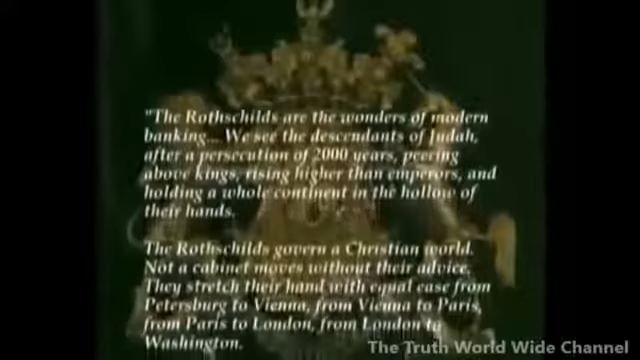 "The Rothschilds are the wonders of modern
banking... We see the descendants of Judah,
after a persecution of 2000 years, peering
above kings, rising higher than emperors, and
holding a whole continent in the hollow of
their hands.
The Rothschilds govern a Christian world.
Not a cabinet moves without their advice.
They stretch their hand with equal ease from
Petersburg to Vienna, from Vienna to Paris,
from Paris to London, from London to
Washington.
The Truth World Wide Channel